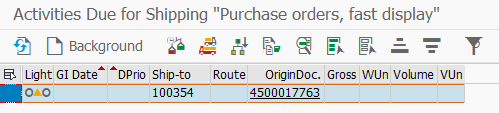 Activities Due for Shipping "Purchase orders, fast display"
Background
Light GI Date DPrio Ship-to Route OriginDoc. Gross WUn Volume VUn
100354 4500017763